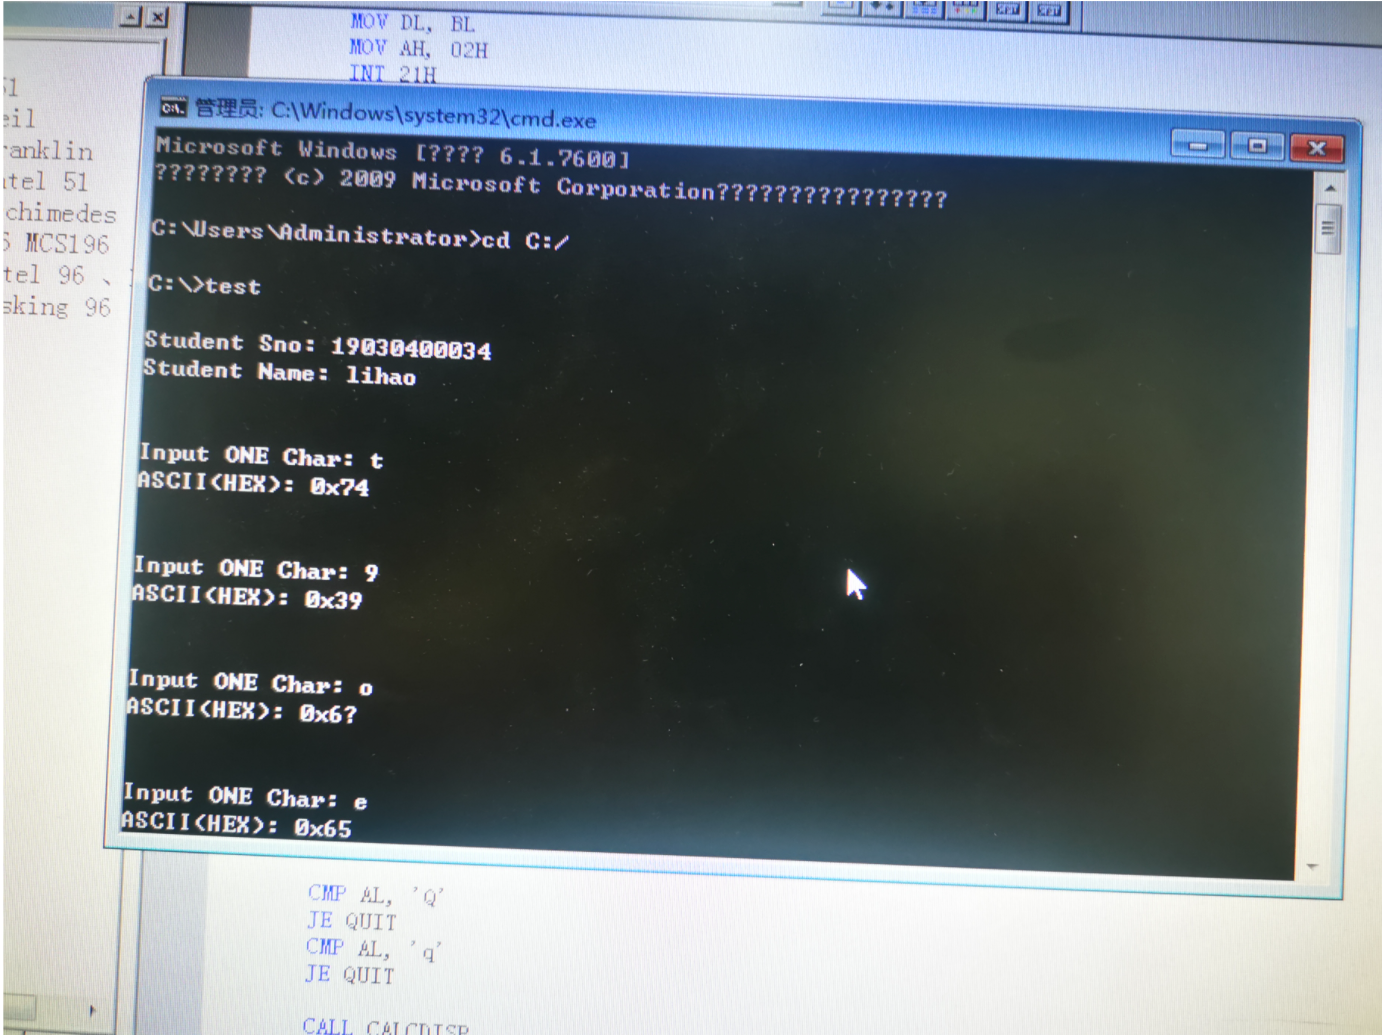 MOV DL, BL
MOV AH, 02H
INT 21H
51
eil
ranklin
ntel 51
chimedes
MCS196
tel 96 、
sking 96
管理员: C:\Windows\system32\cmd.exe
Microsoft Windows [???? 6.1.7600]
???????? (c) 2009 Microsoft Corporation????????????????
C:\Users\Administrator>cd C:/
C:\>test
Student Sno: 19030400034
Student Name: lihao
Input ONE Char: t
ASCII(HEX): 0x74
Input ONE Char: 9
ASCII(HEX): 0x39
Input ONE Char: o
ASCII(HEX): 0x6?
Input ONE Char: e
ASCII(HEX): 0x65
CMP AL, 'Q'
JE QUIT
CMP AL, 'q'
JE QUIT
CALL CALCDISP